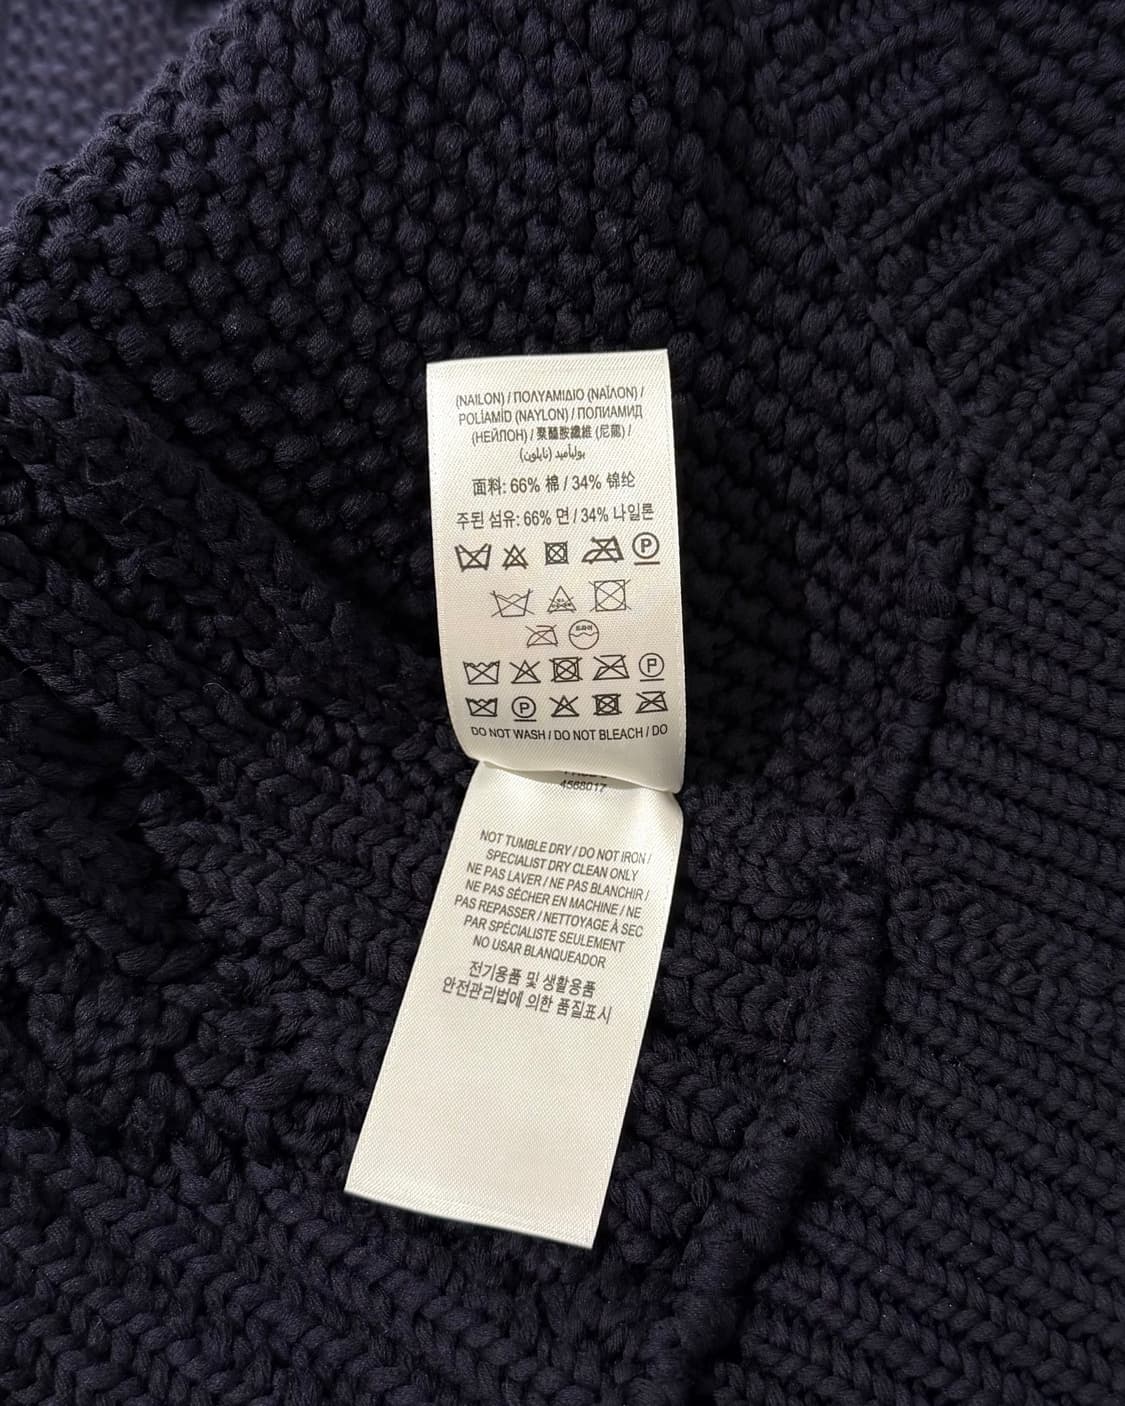 (NAILON) / ΠΟΛΥΑΜΙΔΙΟ (ΝΑΪΛΟΝ) /
POLİAMİD (NAYLON) / ПОЛИАМИД
(НЕЙЛОН) / 聚醯胺纖維 (尼龍) /
بولیأمید (نایلون)
面料: 66% 棉 / 34% 锦纶
주된 섬유: 66% 면 / 34% 나일론
P
P
P
DO NOT WASH / DO NOT BLEACH / DO
4568017
NOT TUMBLE DRY / DO NOT IRON /
SPECIALIST DRY CLEAN ONLY
NE PAS LAVER / NE PAS BLANCHIR /
NE PAS SÉCHER EN MACHINE / NE
PAS REPASSER / NETTOYAGE À SEC
PAR SPÉCIALISTE SEULEMENT
NO USAR BLANQUEADOR
전기용품 및 생활용품
안전관리법에 의한 품질표시